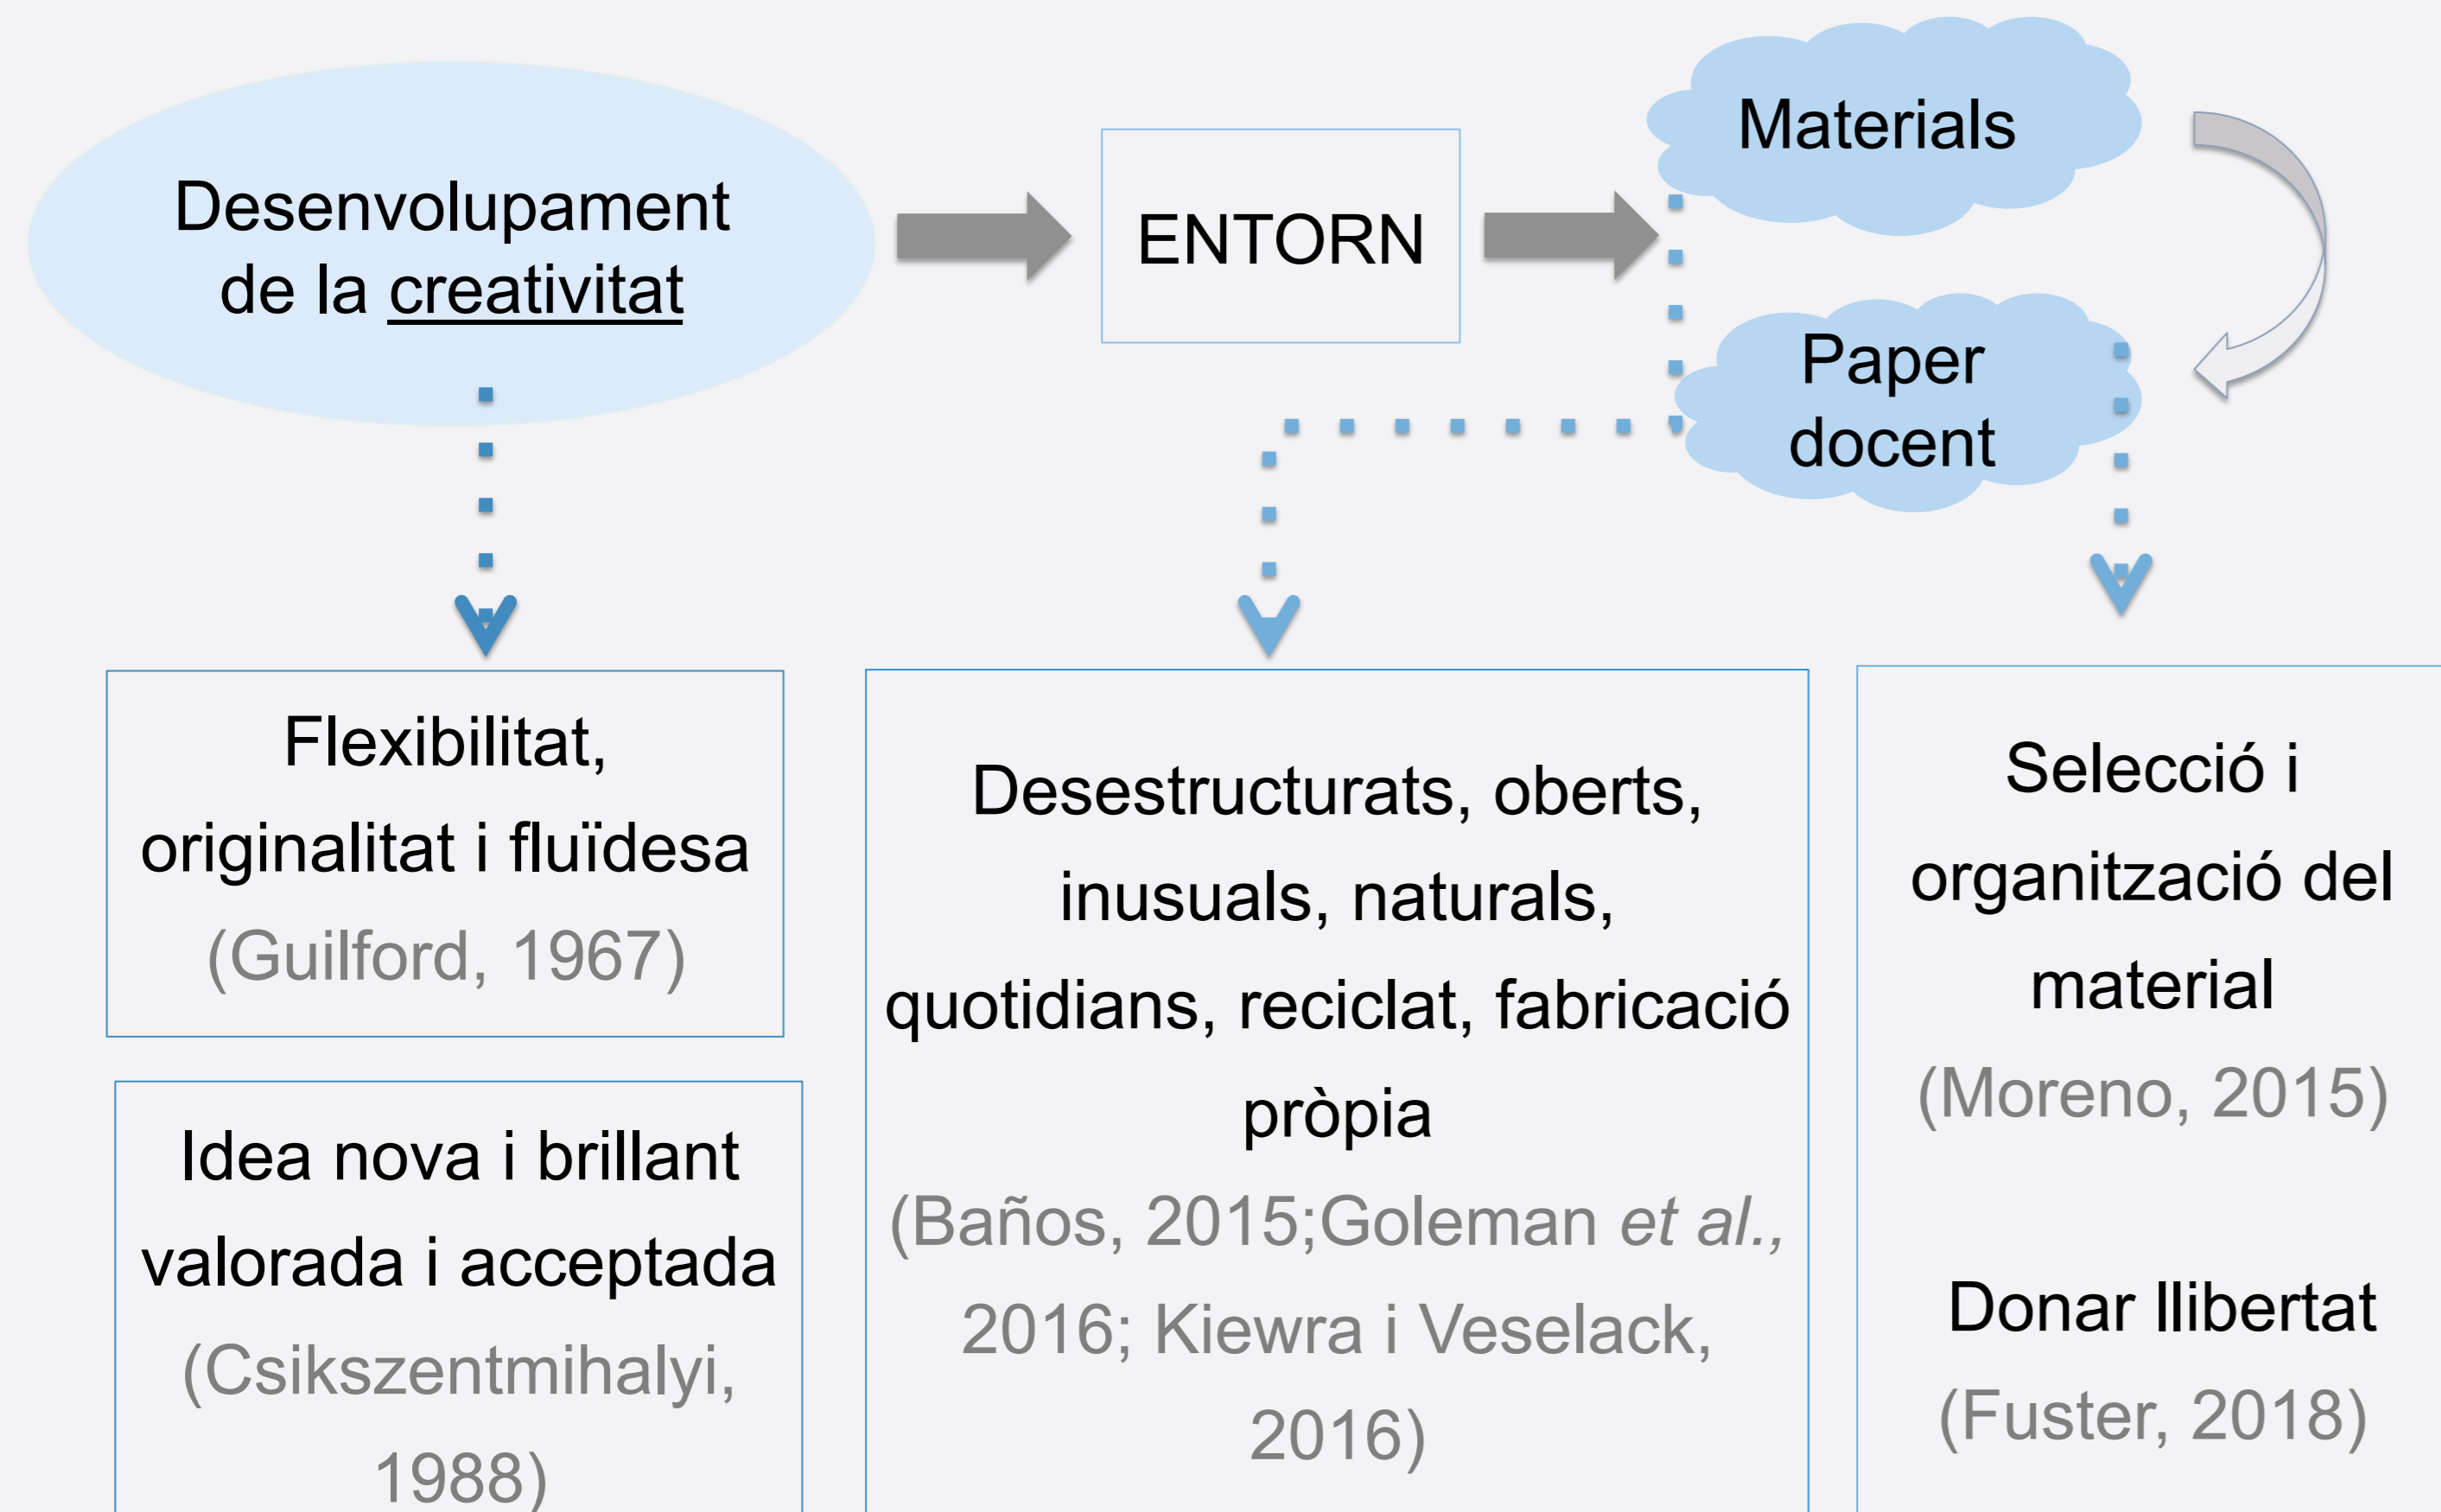 Desenvolupament
de la creativitat
ENTORN
Materials
Paper
docent
Flexibilitat,
originalitat i fluïdesa
(Guilford, 1967)
Idea nova i brillant
valorada i acceptada
(Csikszentmihalyi,
1988)
Desestructurats, oberts,
inusuals, naturals,
quotidians, reciclat, fabricació
pròpia
(Baños, 2015;Goleman et al.,
2016; Kiewra i Veselack,
2016)
Selecció i
organització del
material
(Moreno, 2015)
Donar llibertat
(Fuster, 2018)